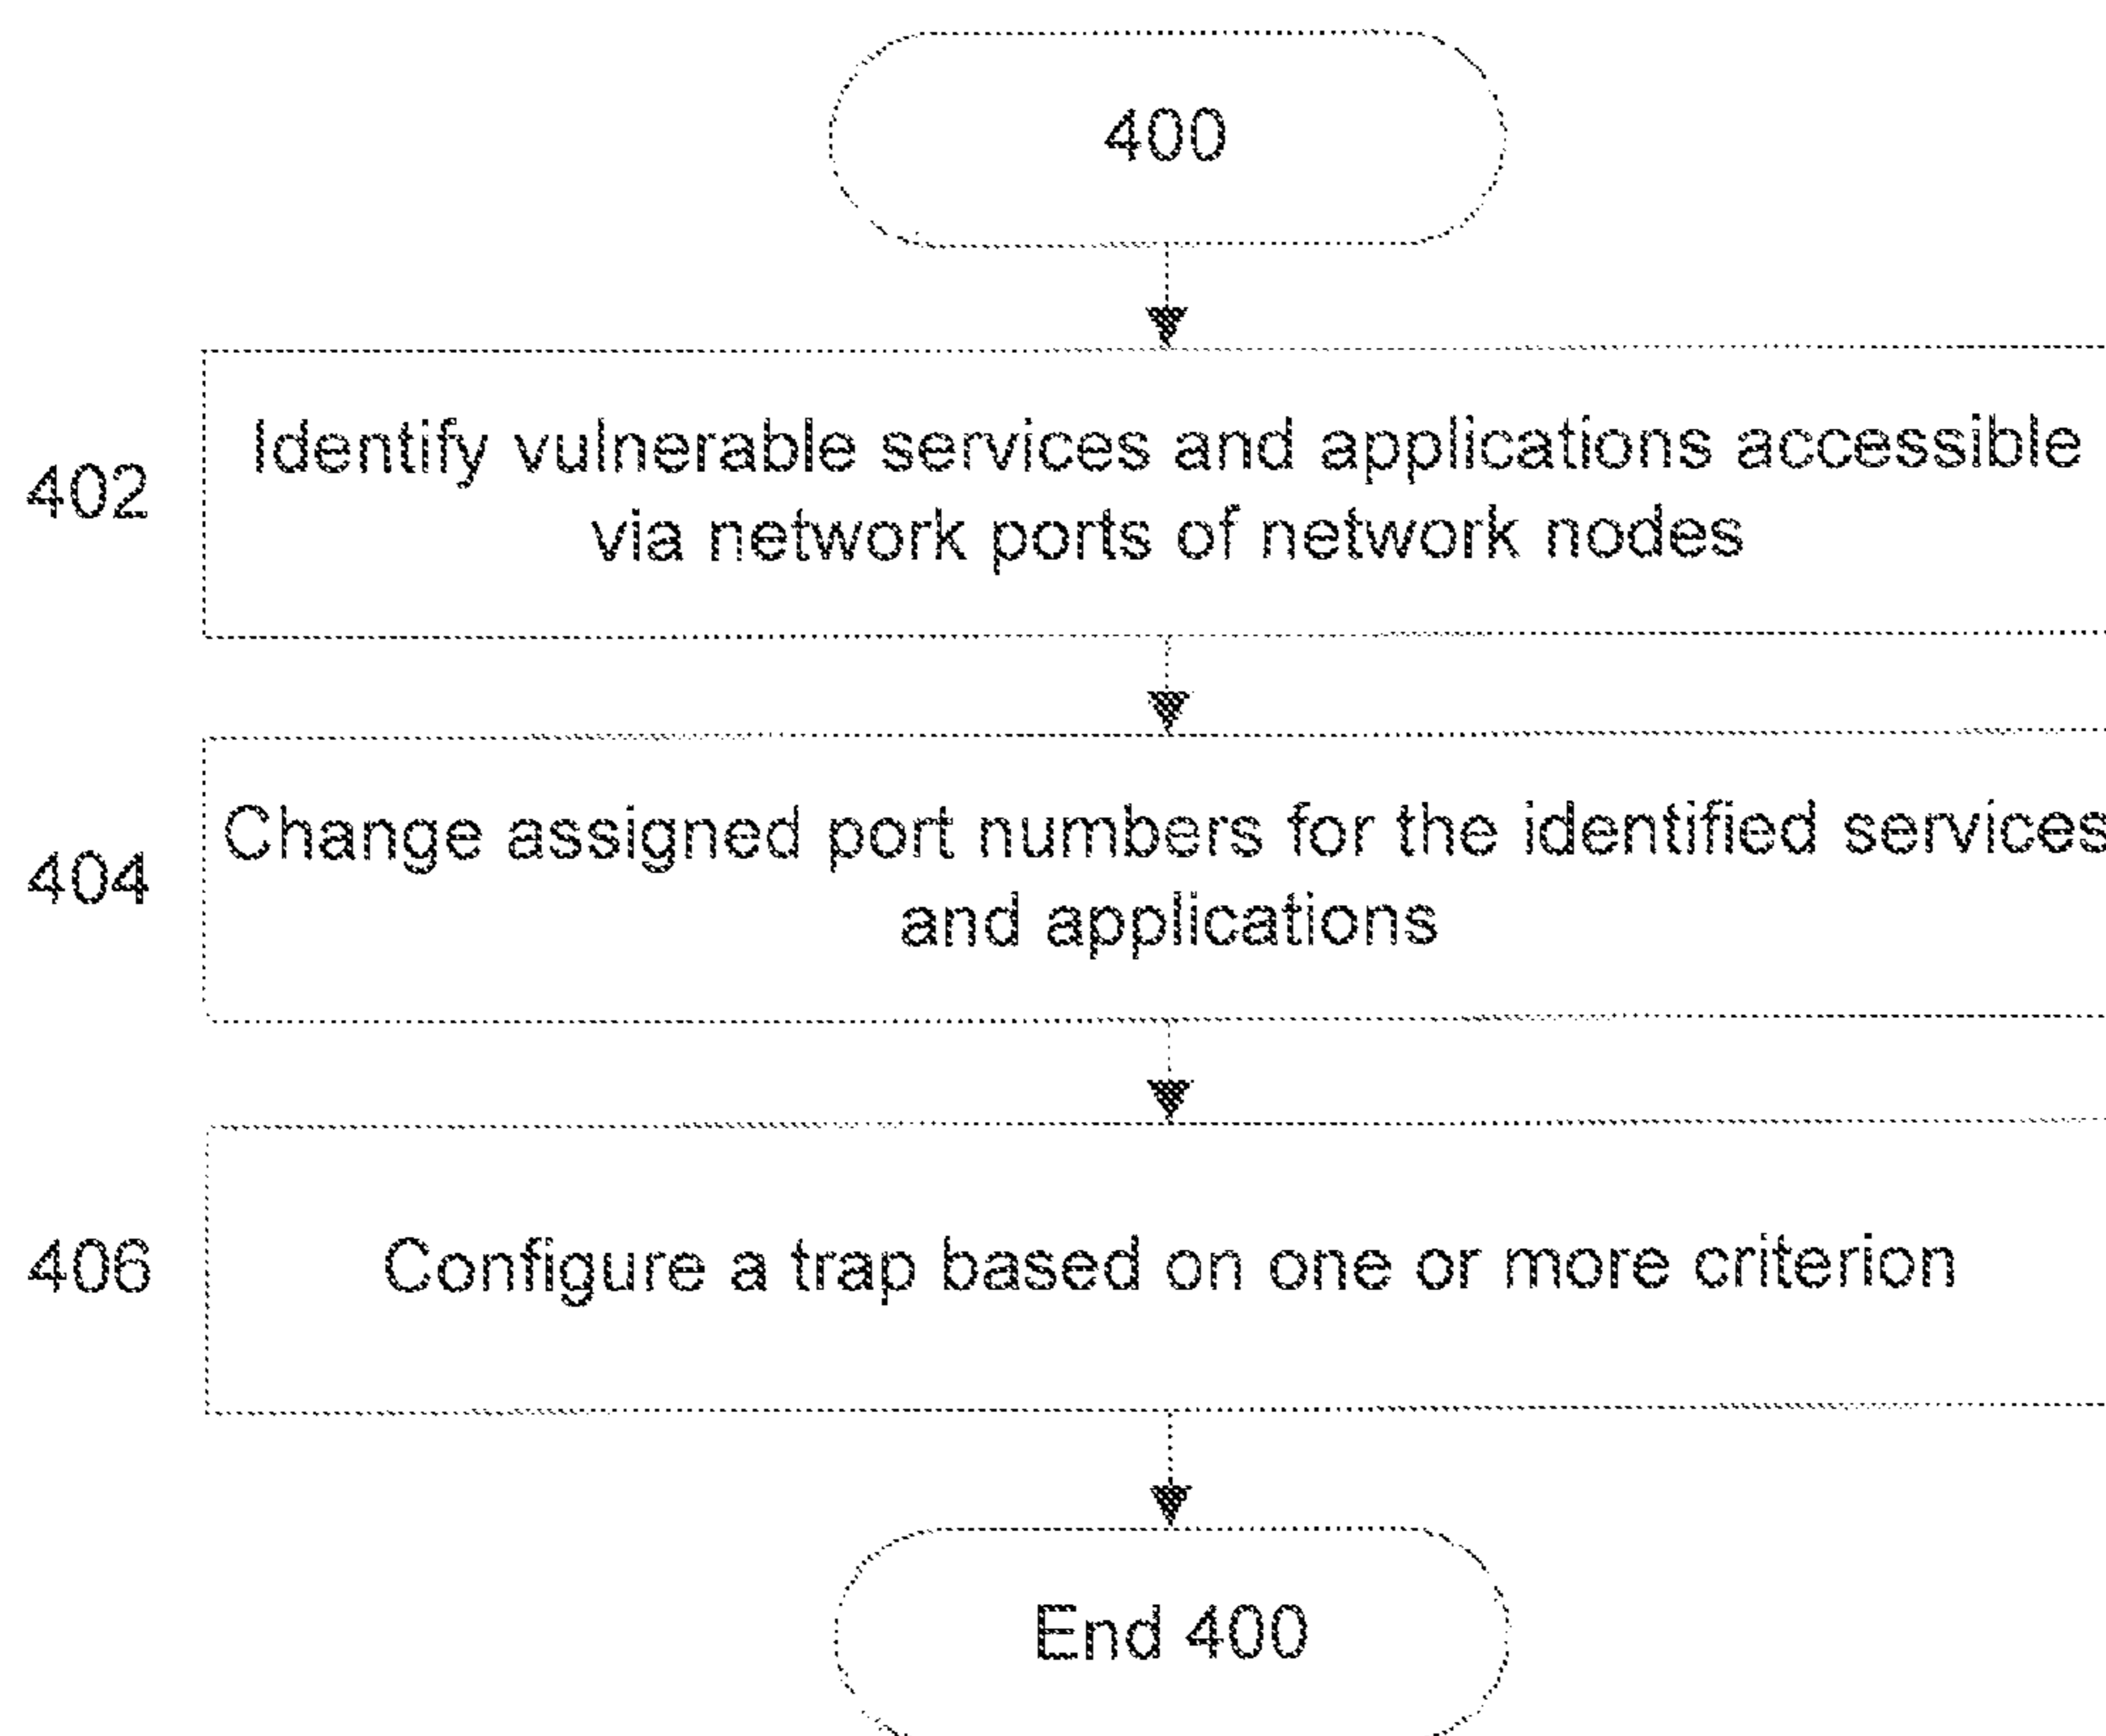 400
402
Identify vulnerable services and applications accessible
via network ports of network nodes
404
Change assigned port numbers for the identified services
and applications
406
Configure a trap based on one or more criterion
End 400